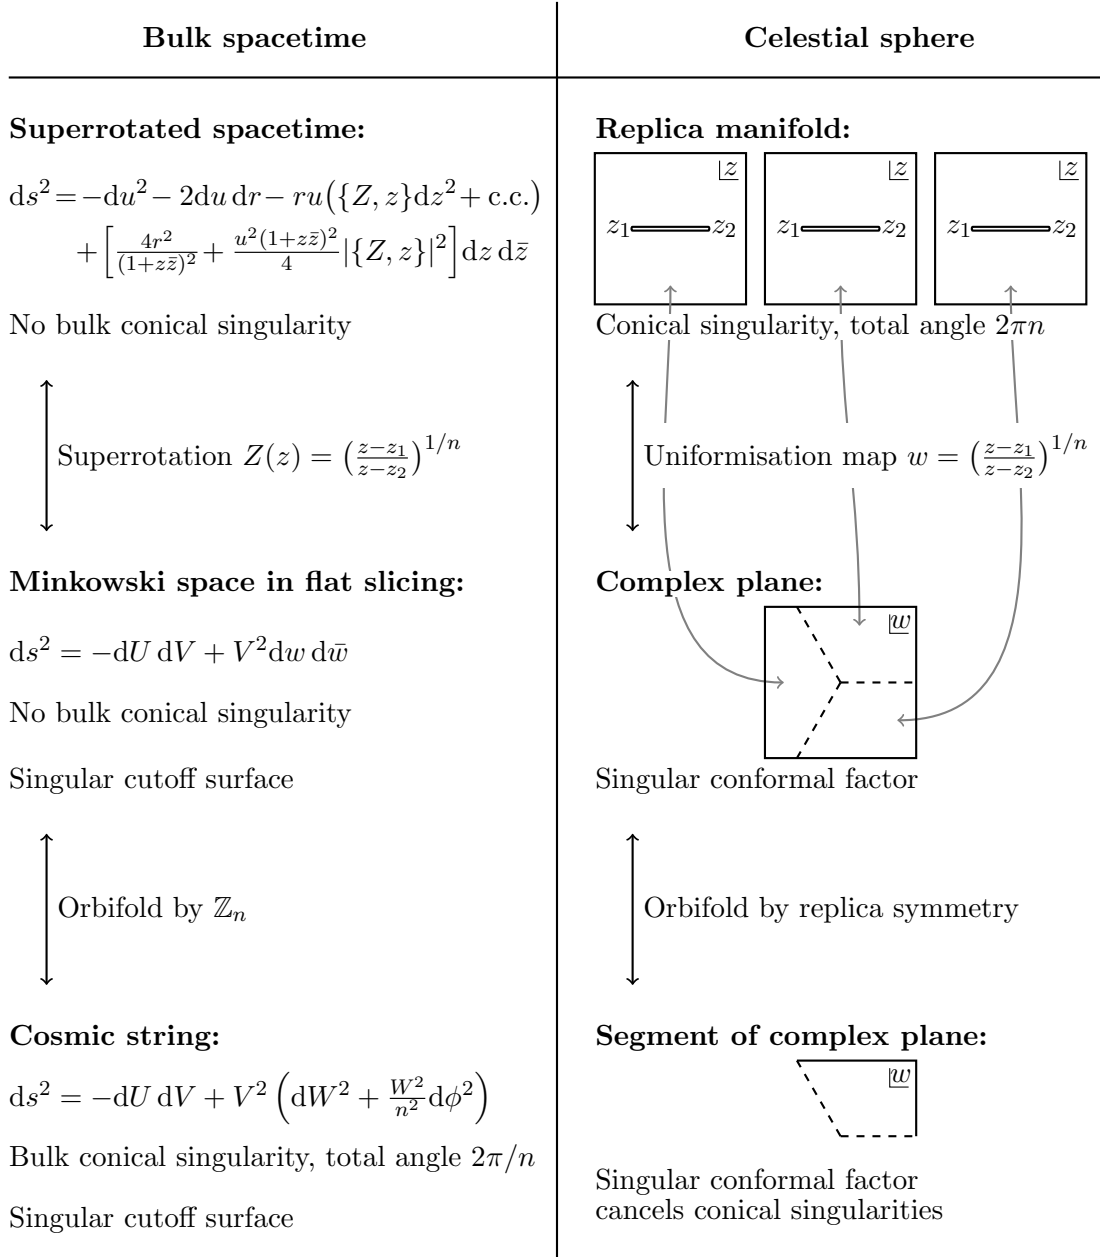 Bulk spacetime
Celestial sphere
Superrotated spacetime:
ds² = −du² − 2du dr − ru({Z, z}dz² + c.c.)
+ [4r²/(1+zz̄)² + u²(1+zz̄)²/4 |{Z, z}|²]dz dz̄
No bulk conical singularity
Superrotation Z(z) = ((z−z₁)/(z−z₂))^{1/n}
Minkowski space in flat slicing:
ds² = −dU dV + V²dw dw̄
No bulk conical singularity
Singular cutoff surface
Orbifold by ℤₙ
Cosmic string:
ds² = −dU dV + V² (dW² + W²/n² dϕ²)
Bulk conical singularity, total angle 2π/n
Singular cutoff surface
Replica manifold:
z z z
z₁ z₂ z₁ z₂ z₁ z₂
Conical singularity, total angle 2πn
Uniformisation map w = ((z−z₁)/(z−z₂))^{1/n}
Complex plane:
w
Singular conformal factor
Orbifold by replica symmetry
Segment of complex plane:
w
Singular conformal factor
cancels conical singularities